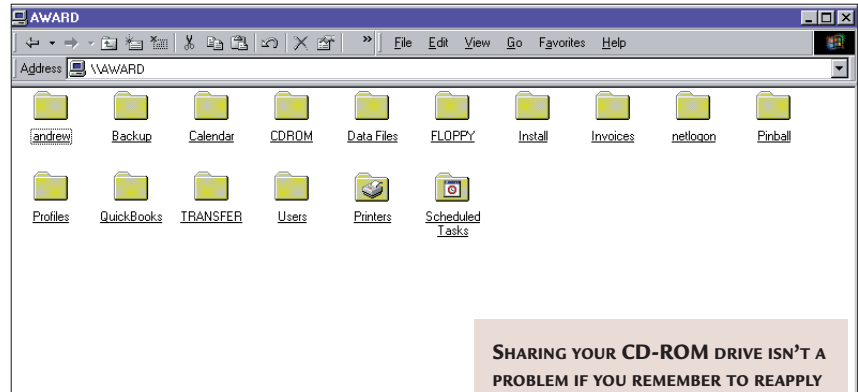 AWARD
» File Edit View Go Favorites Help
Address \\AWARD
andrew Backup Calendar CDROM Data Files FLOPPY Install Invoices netlogon Pinball
Profiles QuickBooks TRANSFER Users Printers Scheduled
Tasks
SHARING YOUR CD-ROM DRIVE ISN'T A
PROBLEM IF YOU REMEMBER TO REAPPLY